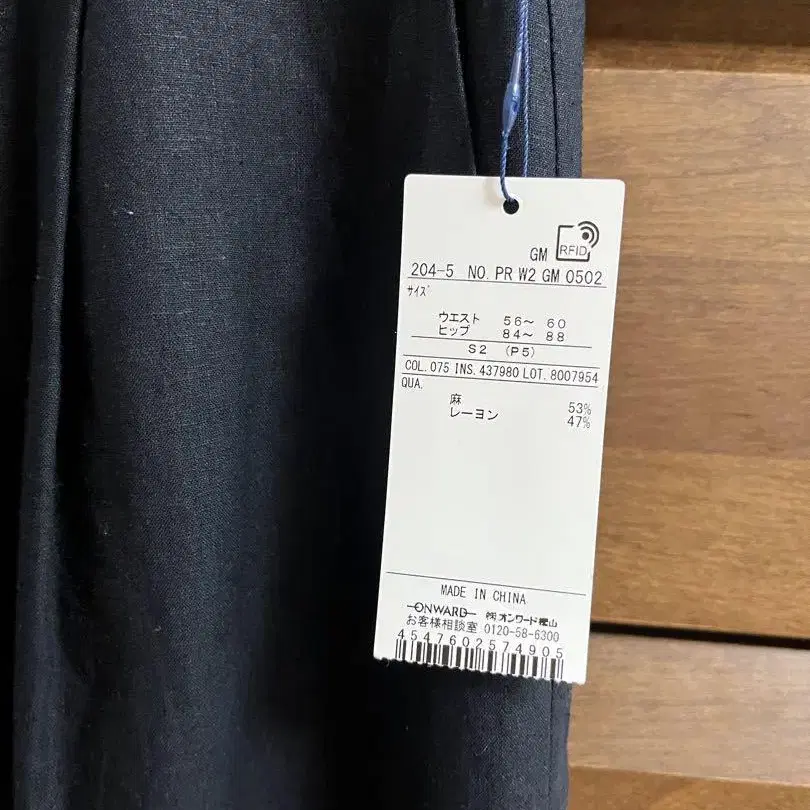 GM RFID
204-5 NO. PR W2 GM 0502
サイズ
ウエスト 56～ 60
ヒップ 84～ 88
S2 (P5)
COL. 075 INS. 437980 LOT. 8007954
QUA.
麻 53%
レーヨン 47%
MADE IN CHINA
ONWARD ㈱オンワード樫山
お客様相談室 0120-58-6300
4547602574905